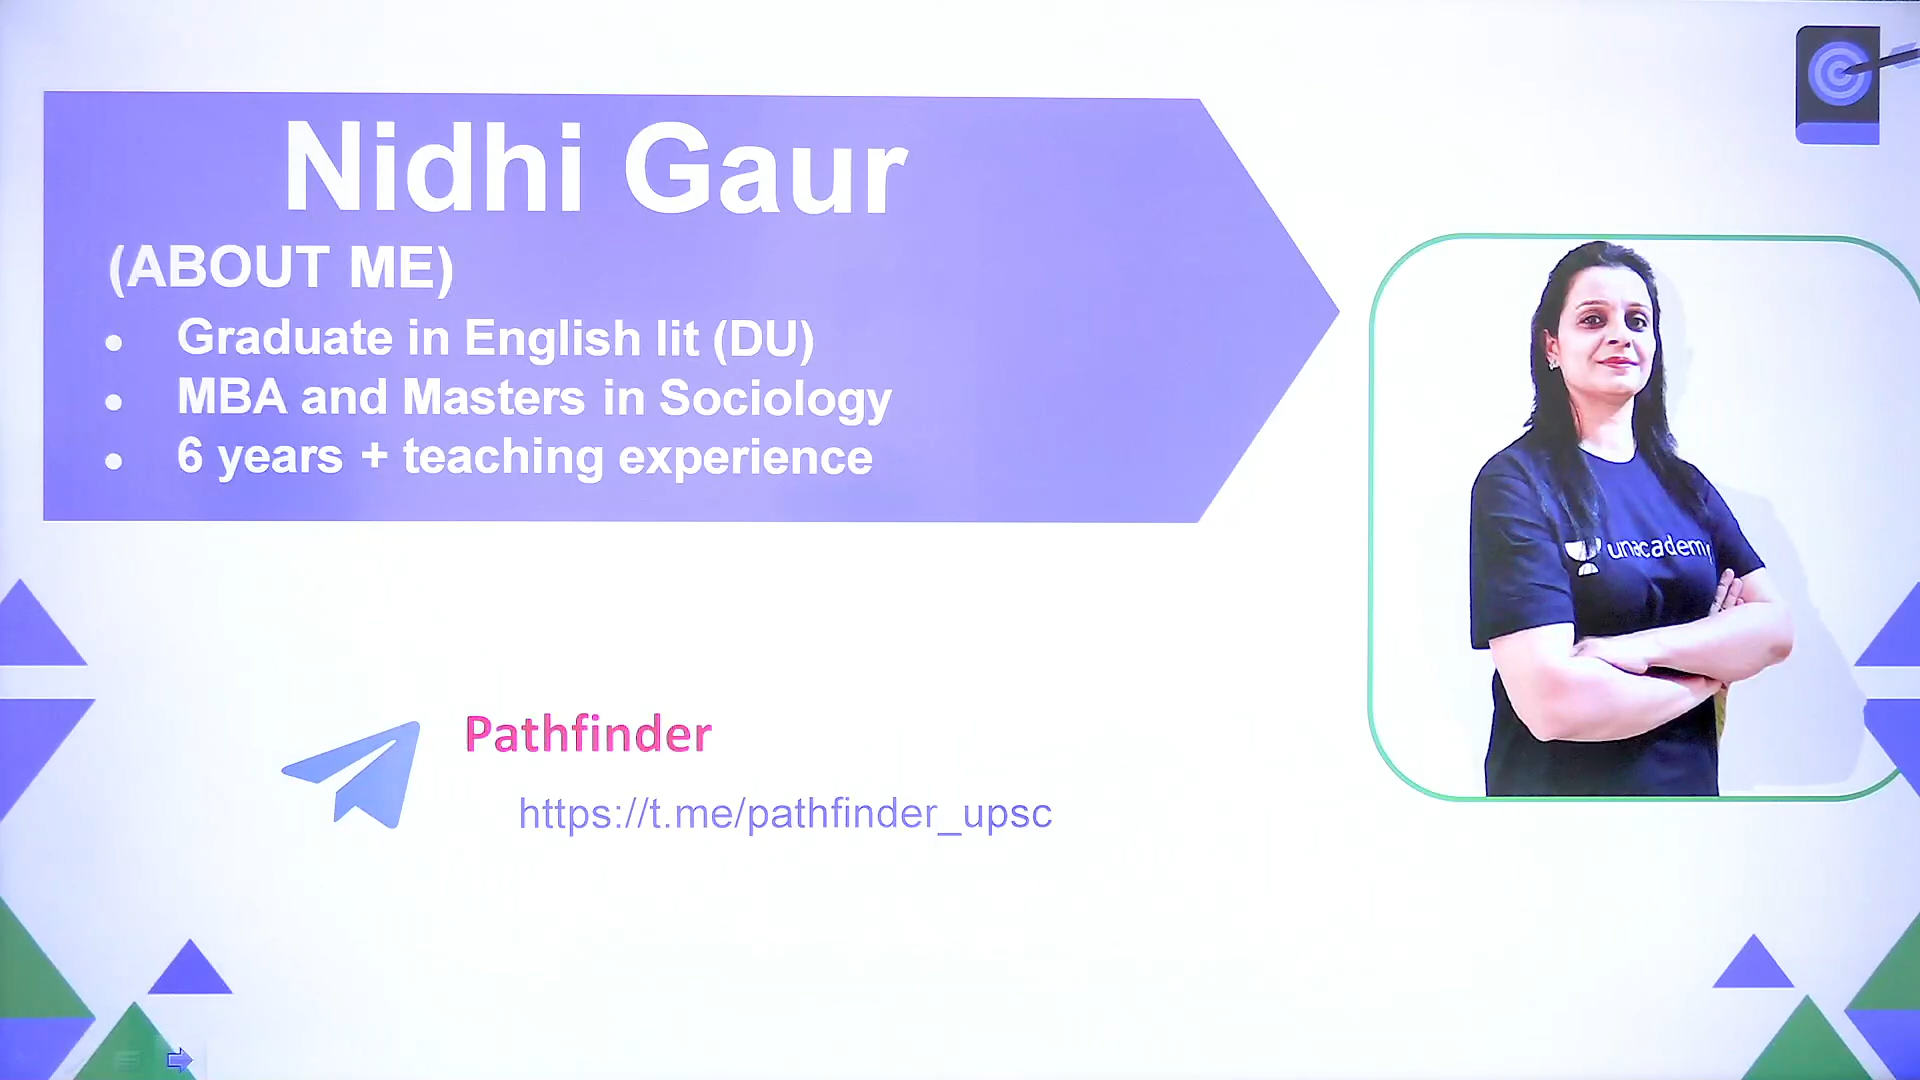 Nidhi Gaur
(ABOUT ME)
• Graduate in English lit (DU)
• MBA and Masters in Sociology
• 6 years + teaching experience
unacademy
Pathfinder
https://t.me/pathfinder_upsc